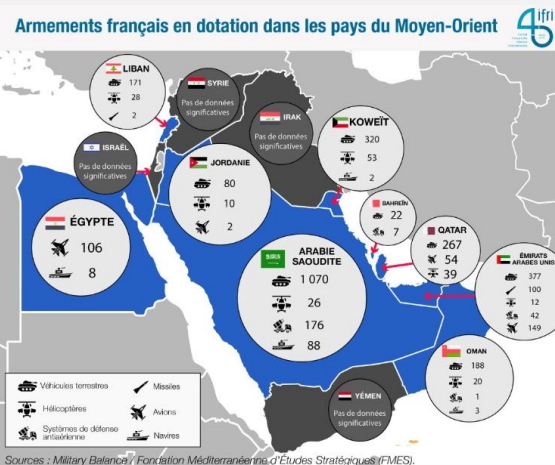 Armements français en dotation dans les pays du Moyen-Orient
ifri
LIBAN
171
28
2
SYRIE
Pas de données
significatives
IRAK
Pas de données
significatives
KOWEÏT
320
53
2
ISRAËL
Pas de données
significatives
JORDANIE
80
10
2
BAHREÏN
22
7
QATAR
267
54
39
ÉGYPTE
106
8
ARABIE
SAOUDITE
1 070
26
176
88
ÉMIRATS
ARABES UNIS
377
100
12
42
149
OMAN
188
20
1
3
YÉMEN
Pas de données
significatives
Véhicules terrestres
Missiles
Hélicoptères
Avions
Systèmes de défense
antiaérienne
Navires
Sources : Military Balance / Fondation Méditerranéenne d'Études Stratégiques (FMES).